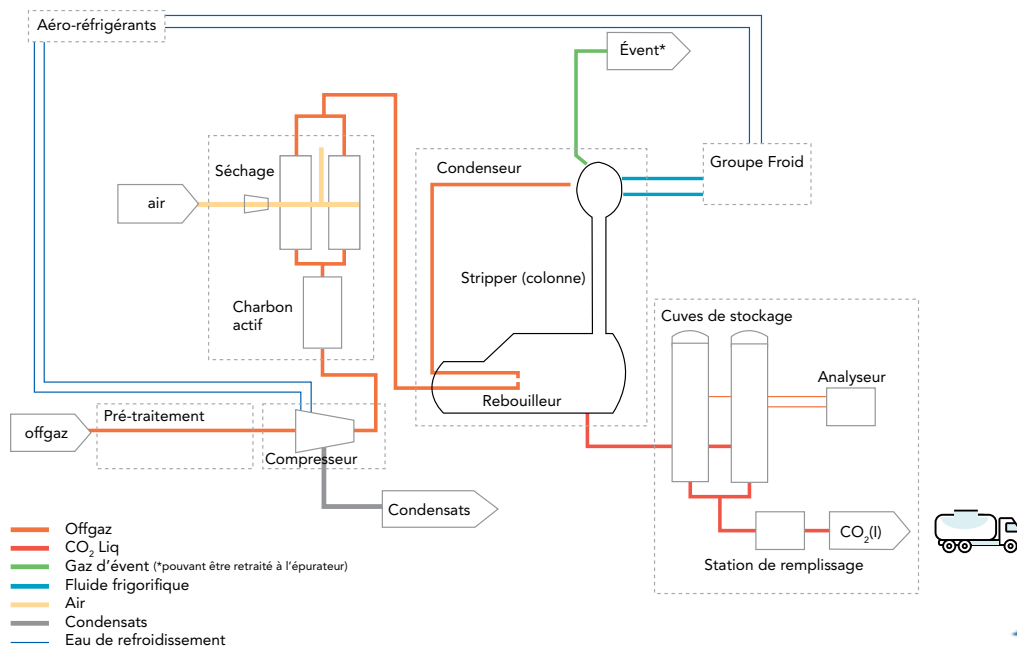 Aéro-réfrigérants
Évent*
Groupe Froid
Condenseur
Séchage
air
Stripper (colonne)
Charbon
actif
Cuves de stockage
Analyseur
Rebouilleur
Pré-traitement
offgaz
Compresseur
Condensats
CO₂(l)
Station de remplissage
Offgaz
CO₂ Liq
Gaz d’évent (*pouvant être retraité à l’épurateur)
Fluide frigorifique
Air
Condensats
Eau de refroidissement